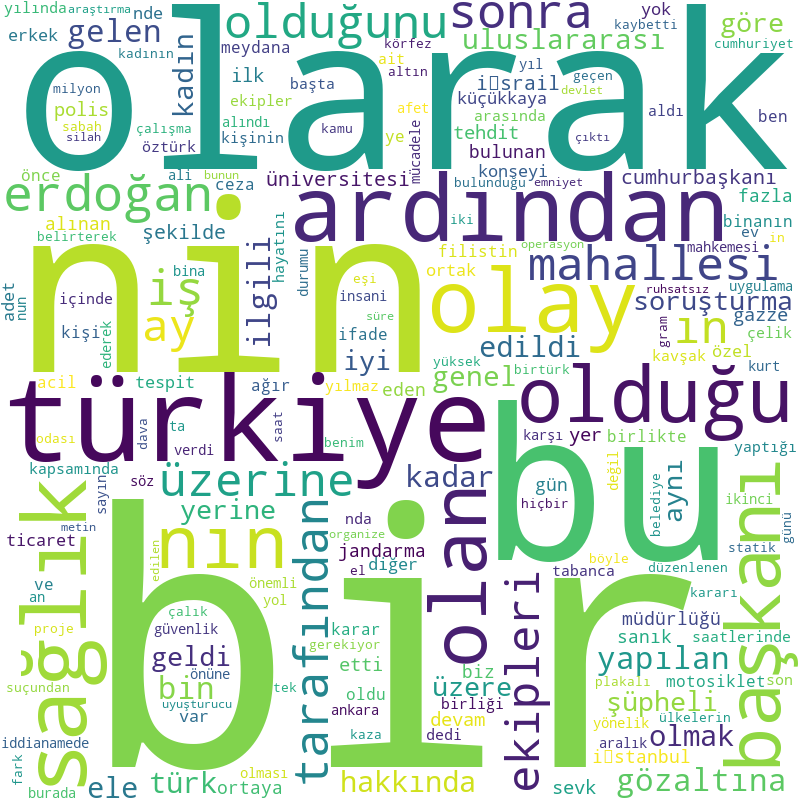 yılında araştırma nde yok kaybetti
olduğunu sonra
erkek gelen meydana körfez uluslararası göre
kadının kadın ait yıl geçen cumhuriyet
olarak
milyon ilk başta altın i israil devlet
polis ekipler afet küçükkaya arasında aldı ben
sabah silah çalışma alındı kamu ye tehdit çıktı
öztürk kişinin mücadele bulunan
önce ali bunun ceza üniversitesi konseyi bulunduğu emniyet cumhurbaşkanı
erdoğan ardından fazla
alınan şekilde iki binanın
belirterek hayatını filistin operasyon mahkemesi ev in
nin
adet nun bina ilgili durumu eşi ortak mahallesi
iş insani ruhsatsız uygulama
içinde olay soruşturma
kişi ederek ay süre ifade gram ın gazze çelik
iyi edildi kavşak özel
acil tespit ağır yılmaz eden yüksek genel birtürk kurt
türkiye olduğu
odası ta dava saat benim karşı yer birlikte yaptığı
verdi
kapsamında söz üzerine kadar bu gün değil aynı ikinci
sağlık sayın hiçbir belediye
metin yerine nın tarafından nda organize olan günü
ticaret jandarma statik
ve edilen el diğer böyle düzenlenen
an önemli tabanca başkanı
bir
proje çalık yol karar biz ekipleri kararı
güvenlik gerekiyor müdürlüğü
geldi etti sanık saatlerinde
suçundan bin önüne tek oldu üzere yapılan
uyuşturucu ankara birliği plakalı motosiklet son
var devam şüpheli
iddianamede kaza dedi yönelik ülkelerin
fark aralık olmak
türk olması i istanbul
burada ele ortaya hakkında sevk gözaltına